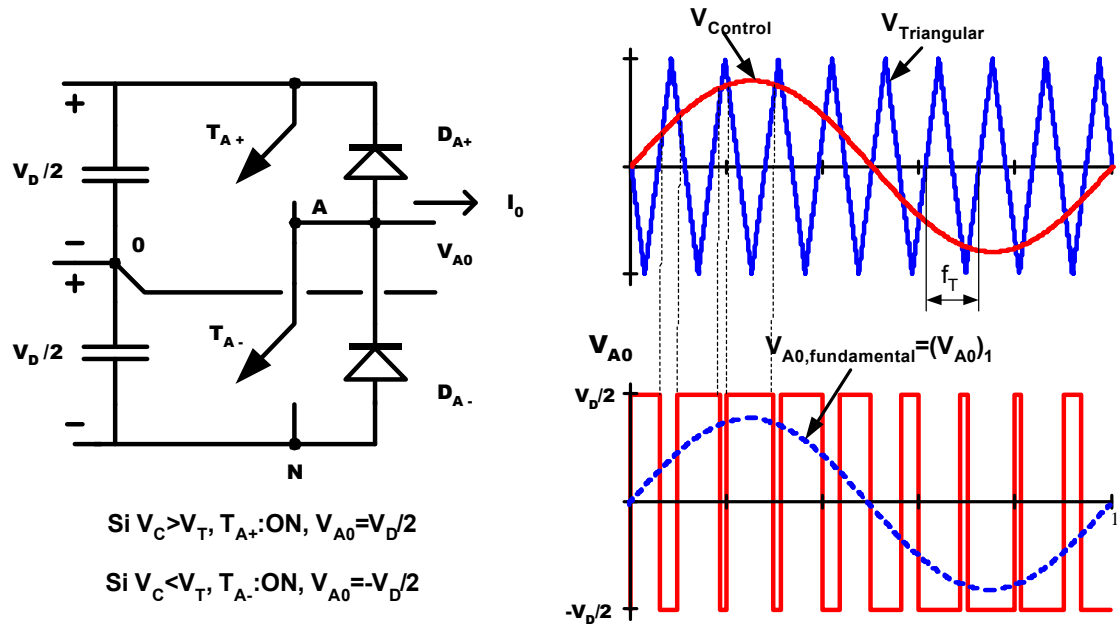 +
V_D/2
−
0
+
V_D/2
−
T_A+
D_A+
A
I_0
V_A0
T_A-
D_A-
N
Si V_C>V_T, T_A+:ON, V_A0=V_D/2
Si V_C<V_T, T_A-:ON, V_A0=-V_D/2
V_Control
V_Triangular
f_T
V_A0
V_A0,fundamental=(V_A0)_1
V_D/2
1
-V_D/2